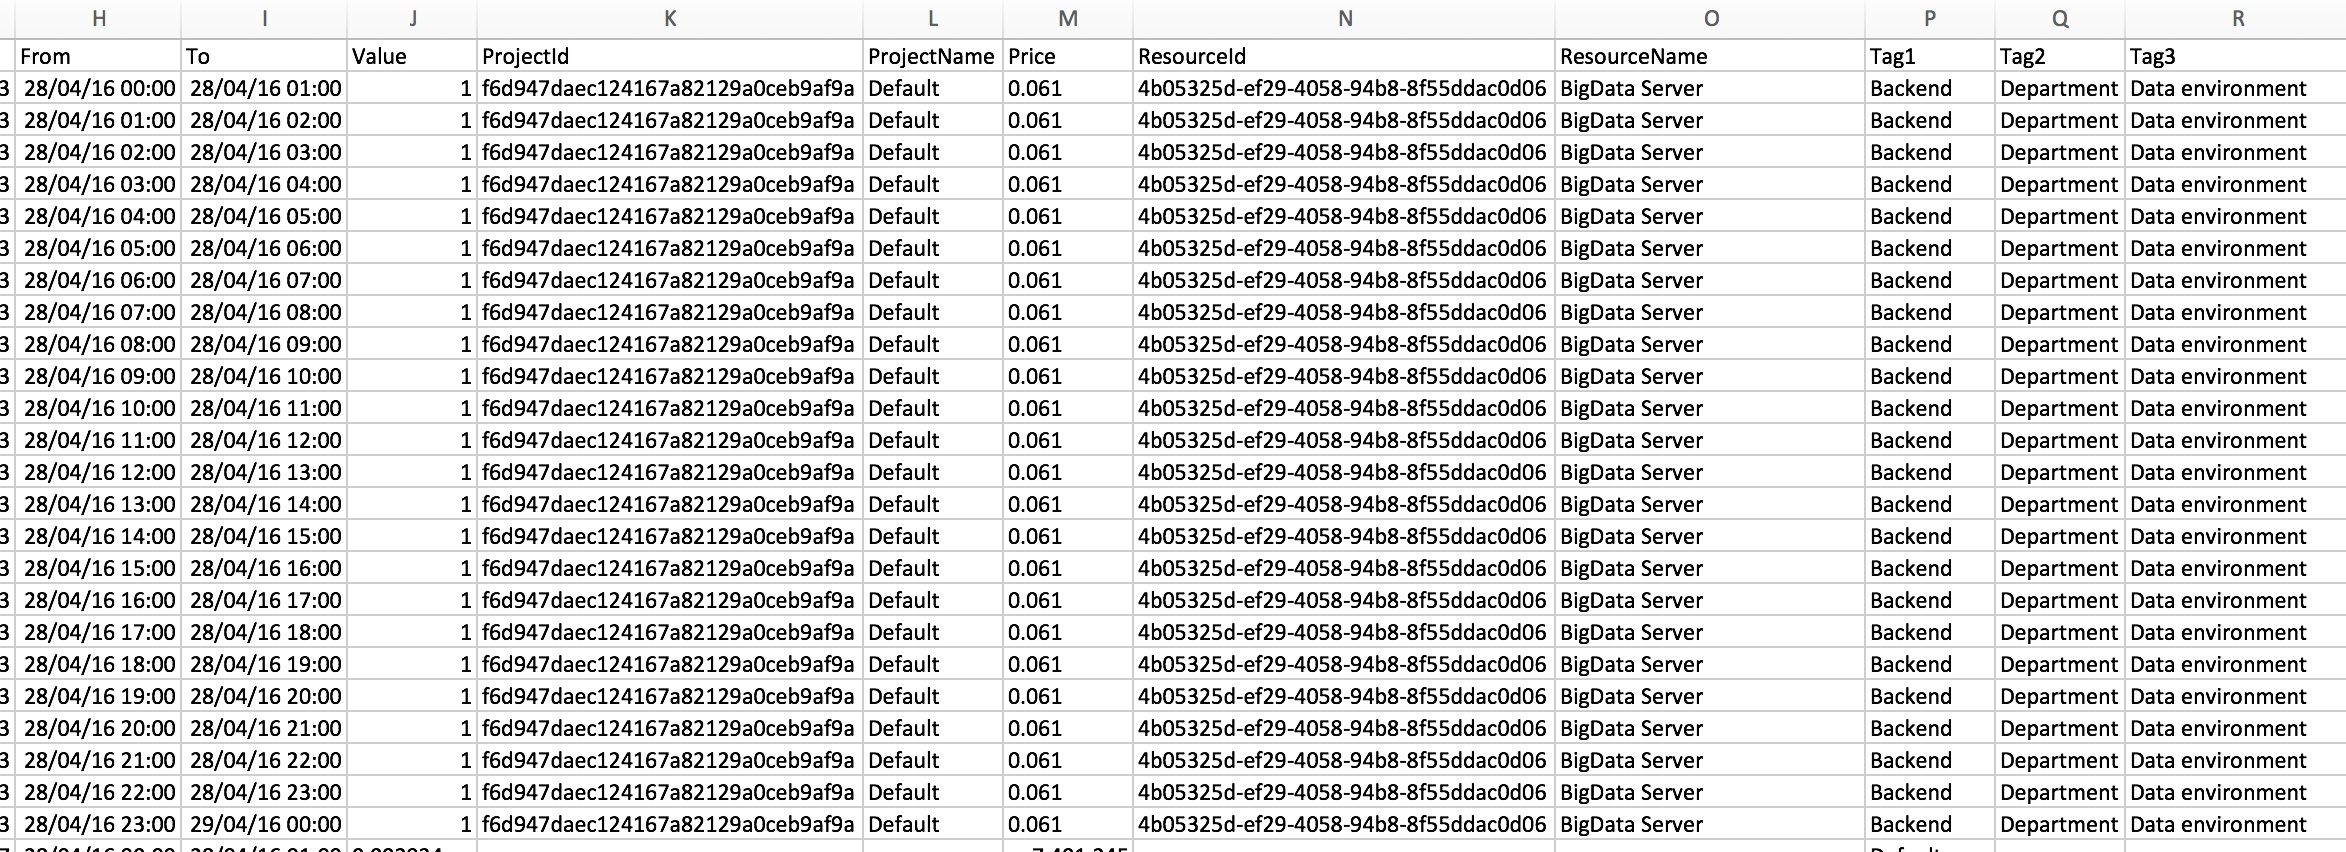 H I J K L M N O P Q R
From To Value ProjectId ProjectName Price ResourceId ResourceName Tag1 Tag2 Tag3
3 28/04/16 00:00 28/04/16 01:00 1 f6d947daec124167a82129a0ceb9af9a Default 0.061 4b05325d-ef29-4058-94b8-8f55ddac0d06 BigData Server Backend Department Data environment
3 28/04/16 01:00 28/04/16 02:00 1 f6d947daec124167a82129a0ceb9af9a Default 0.061 4b05325d-ef29-4058-94b8-8f55ddac0d06 BigData Server Backend Department Data environment
3 28/04/16 02:00 28/04/16 03:00 1 f6d947daec124167a82129a0ceb9af9a Default 0.061 4b05325d-ef29-4058-94b8-8f55ddac0d06 BigData Server Backend Department Data environment
3 28/04/16 03:00 28/04/16 04:00 1 f6d947daec124167a82129a0ceb9af9a Default 0.061 4b05325d-ef29-4058-94b8-8f55ddac0d06 BigData Server Backend Department Data environment
3 28/04/16 04:00 28/04/16 05:00 1 f6d947daec124167a82129a0ceb9af9a Default 0.061 4b05325d-ef29-4058-94b8-8f55ddac0d06 BigData Server Backend Department Data environment
3 28/04/16 05:00 28/04/16 06:00 1 f6d947daec124167a82129a0ceb9af9a Default 0.061 4b05325d-ef29-4058-94b8-8f55ddac0d06 BigData Server Backend Department Data environment
3 28/04/16 06:00 28/04/16 07:00 1 f6d947daec124167a82129a0ceb9af9a Default 0.061 4b05325d-ef29-4058-94b8-8f55ddac0d06 BigData Server Backend Department Data environment
3 28/04/16 07:00 28/04/16 08:00 1 f6d947daec124167a82129a0ceb9af9a Default 0.061 4b05325d-ef29-4058-94b8-8f55ddac0d06 BigData Server Backend Department Data environment
3 28/04/16 08:00 28/04/16 09:00 1 f6d947daec124167a82129a0ceb9af9a Default 0.061 4b05325d-ef29-4058-94b8-8f55ddac0d06 BigData Server Backend Department Data environment
3 28/04/16 09:00 28/04/16 10:00 1 f6d947daec124167a82129a0ceb9af9a Default 0.061 4b05325d-ef29-4058-94b8-8f55ddac0d06 BigData Server Backend Department Data environment
3 28/04/16 10:00 28/04/16 11:00 1 f6d947daec124167a82129a0ceb9af9a Default 0.061 4b05325d-ef29-4058-94b8-8f55ddac0d06 BigData Server Backend Department Data environment
3 28/04/16 11:00 28/04/16 12:00 1 f6d947daec124167a82129a0ceb9af9a Default 0.061 4b05325d-ef29-4058-94b8-8f55ddac0d06 BigData Server Backend Department Data environment
3 28/04/16 12:00 28/04/16 13:00 1 f6d947daec124167a82129a0ceb9af9a Default 0.061 4b05325d-ef29-4058-94b8-8f55ddac0d06 BigData Server Backend Department Data environment
3 28/04/16 13:00 28/04/16 14:00 1 f6d947daec124167a82129a0ceb9af9a Default 0.061 4b05325d-ef29-4058-94b8-8f55ddac0d06 BigData Server Backend Department Data environment
3 28/04/16 14:00 28/04/16 15:00 1 f6d947daec124167a82129a0ceb9af9a Default 0.061 4b05325d-ef29-4058-94b8-8f55ddac0d06 BigData Server Backend Department Data environment
3 28/04/16 15:00 28/04/16 16:00 1 f6d947daec124167a82129a0ceb9af9a Default 0.061 4b05325d-ef29-4058-94b8-8f55ddac0d06 BigData Server Backend Department Data environment
3 28/04/16 16:00 28/04/16 17:00 1 f6d947daec124167a82129a0ceb9af9a Default 0.061 4b05325d-ef29-4058-94b8-8f55ddac0d06 BigData Server Backend Department Data environment
3 28/04/16 17:00 28/04/16 18:00 1 f6d947daec124167a82129a0ceb9af9a Default 0.061 4b05325d-ef29-4058-94b8-8f55ddac0d06 BigData Server Backend Department Data environment
3 28/04/16 18:00 28/04/16 19:00 1 f6d947daec124167a82129a0ceb9af9a Default 0.061 4b05325d-ef29-4058-94b8-8f55ddac0d06 BigData Server Backend Department Data environment
3 28/04/16 19:00 28/04/16 20:00 1 f6d947daec124167a82129a0ceb9af9a Default 0.061 4b05325d-ef29-4058-94b8-8f55ddac0d06 BigData Server Backend Department Data environment
3 28/04/16 20:00 28/04/16 21:00 1 f6d947daec124167a82129a0ceb9af9a Default 0.061 4b05325d-ef29-4058-94b8-8f55ddac0d06 BigData Server Backend Department Data environment
3 28/04/16 21:00 28/04/16 22:00 1 f6d947daec124167a82129a0ceb9af9a Default 0.061 4b05325d-ef29-4058-94b8-8f55ddac0d06 BigData Server Backend Department Data environment
3 28/04/16 22:00 28/04/16 23:00 1 f6d947daec124167a82129a0ceb9af9a Default 0.061 4b05325d-ef29-4058-94b8-8f55ddac0d06 BigData Server Backend Department Data environment
3 28/04/16 23:00 29/04/16 00:00 1 f6d947daec124167a82129a0ceb9af9a Default 0.061 4b05325d-ef29-4058-94b8-8f55ddac0d06 BigData Server Backend Department Data environment